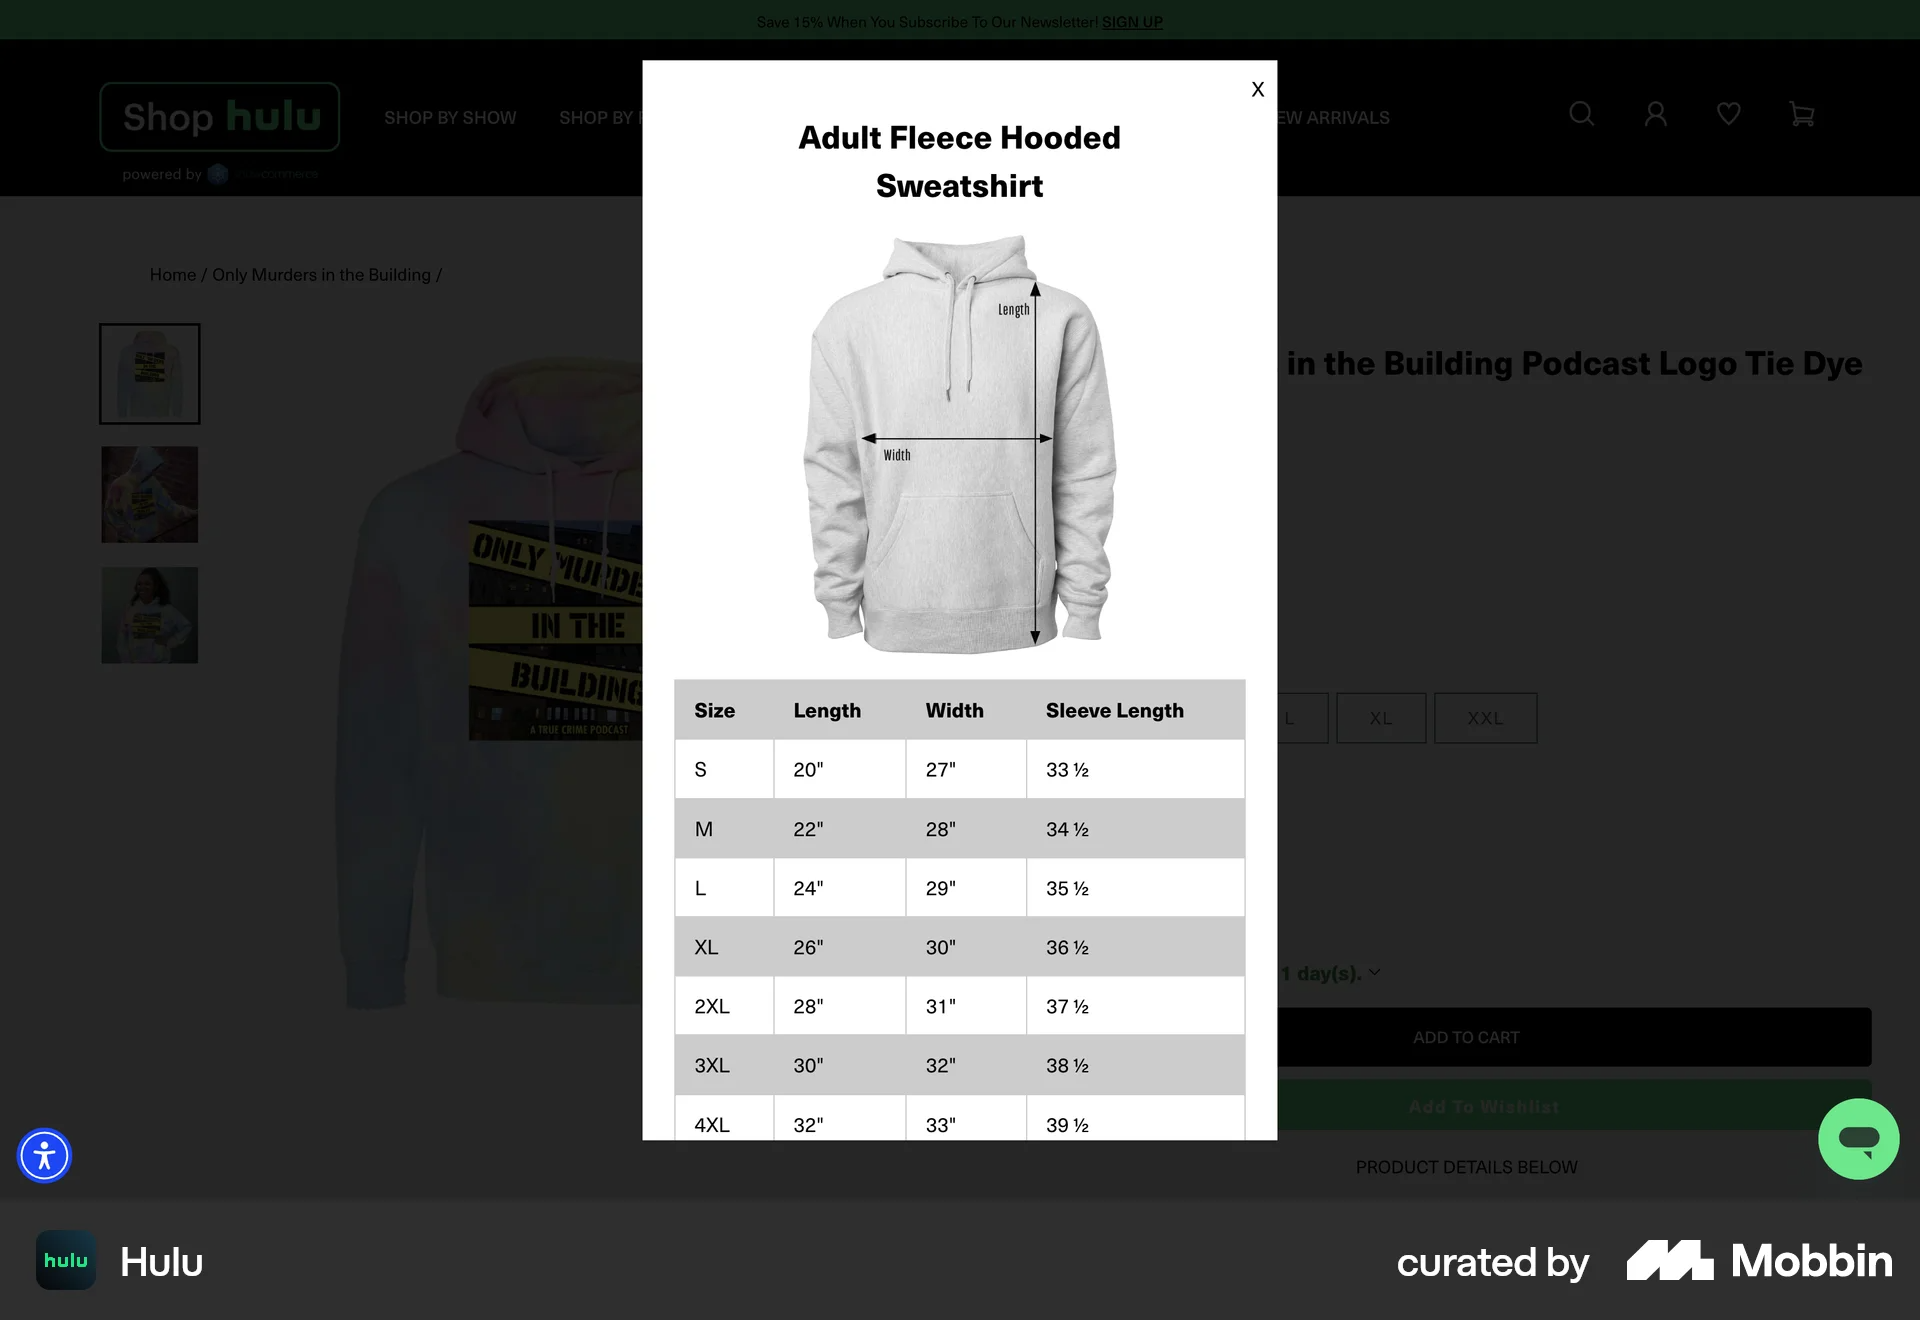 Save 15% When You Subscribe To Our Newsletter! SIGN UP
Shop hulu
SHOP BY SHOW
SHOP BY
EW ARRIVALS
powered by
X
Adult Fleece Hooded
Sweatshirt
Length
Width
Home / Only Murders in the Building /
in the Building Podcast Logo Tie Dye
ONLY MURDE
IN THE
BUILDING
A TRUE CRIME PODCAST
L
XL
XXL
Size Length Width Sleeve Length
S 20" 27" 33 ½
M 22" 28" 34 ½
L 24" 29" 35 ½
XL 26" 30" 36 ½
2XL 28" 31" 37 ½
3XL 30" 32" 38 ½
4XL 32" 33" 39 ½
1 day(s).
ADD TO CART
Add To Wishlist
PRODUCT DETAILS BELOW
hulu
Hulu
curated by
Mobbin